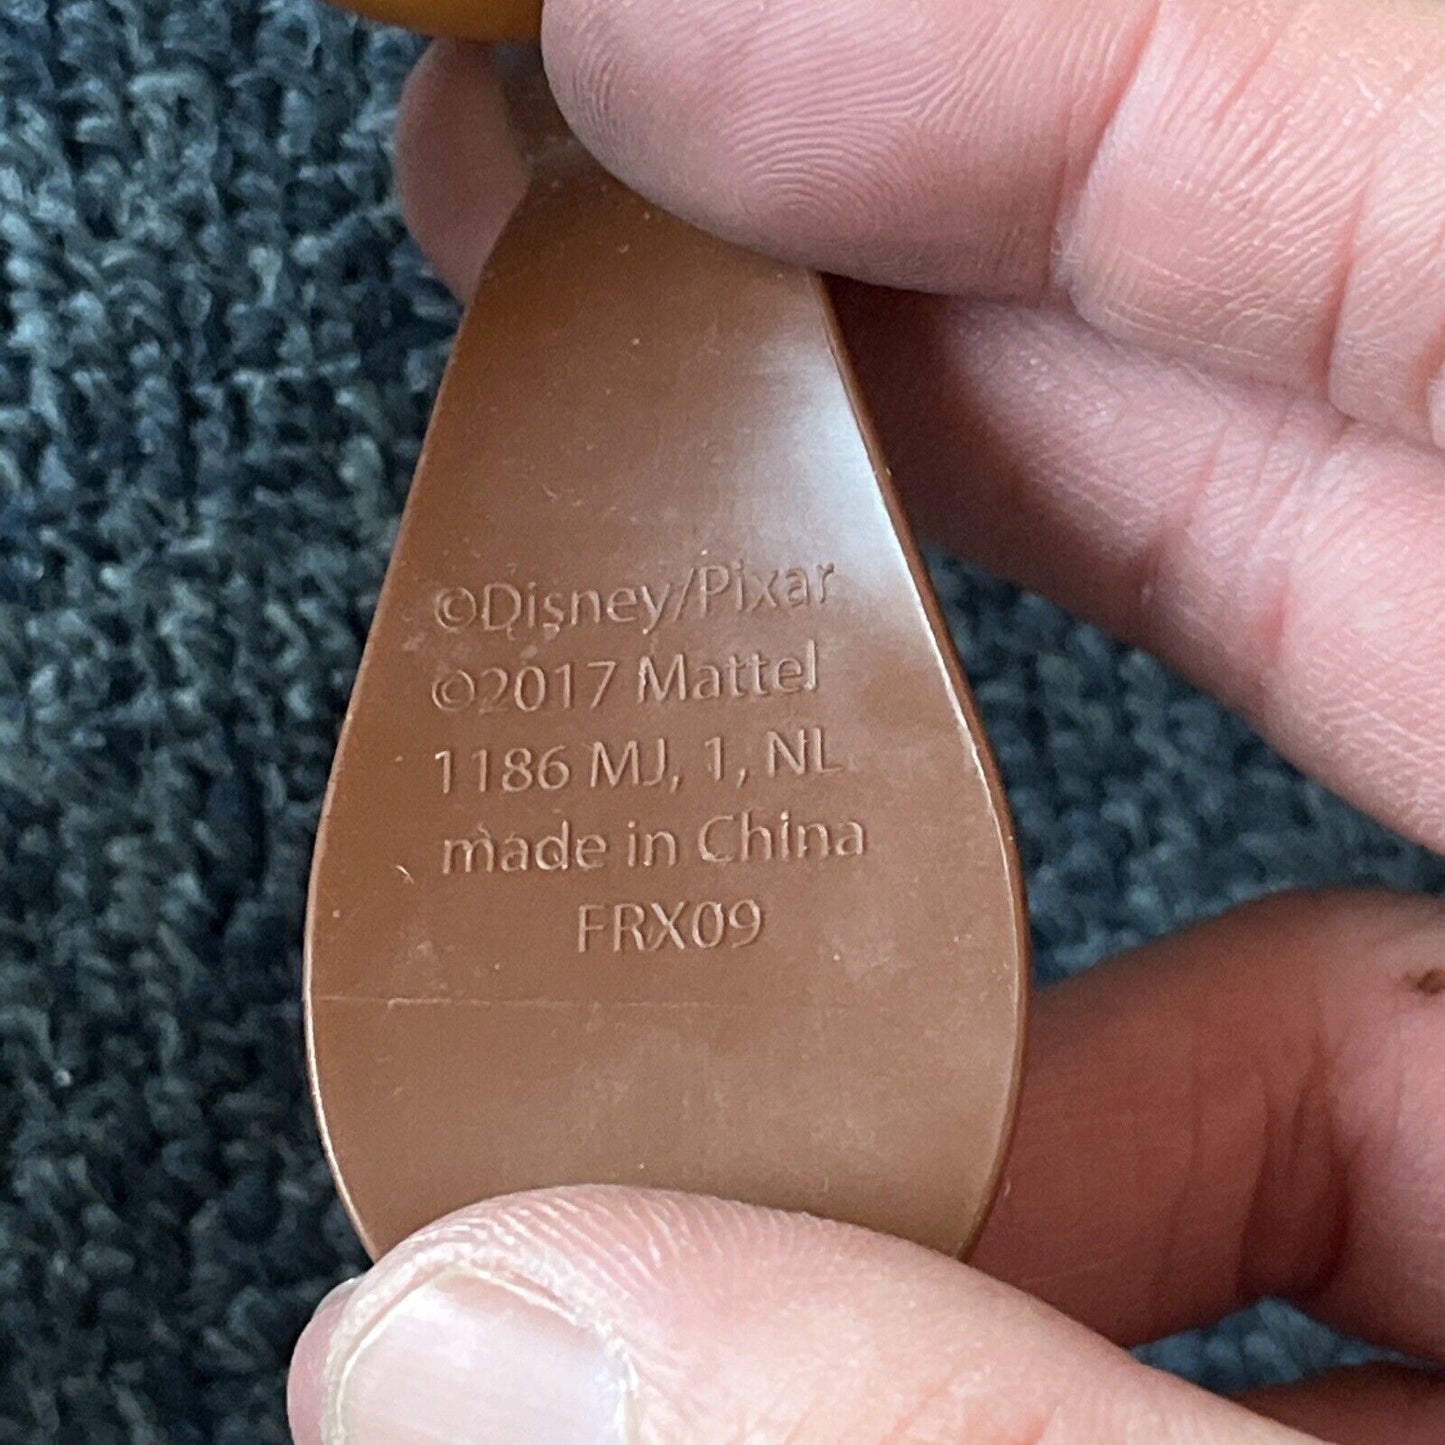 ©Disney/Pixar
©2017 Mattel
1186 MJ, 1, NL
made in China
FRX09